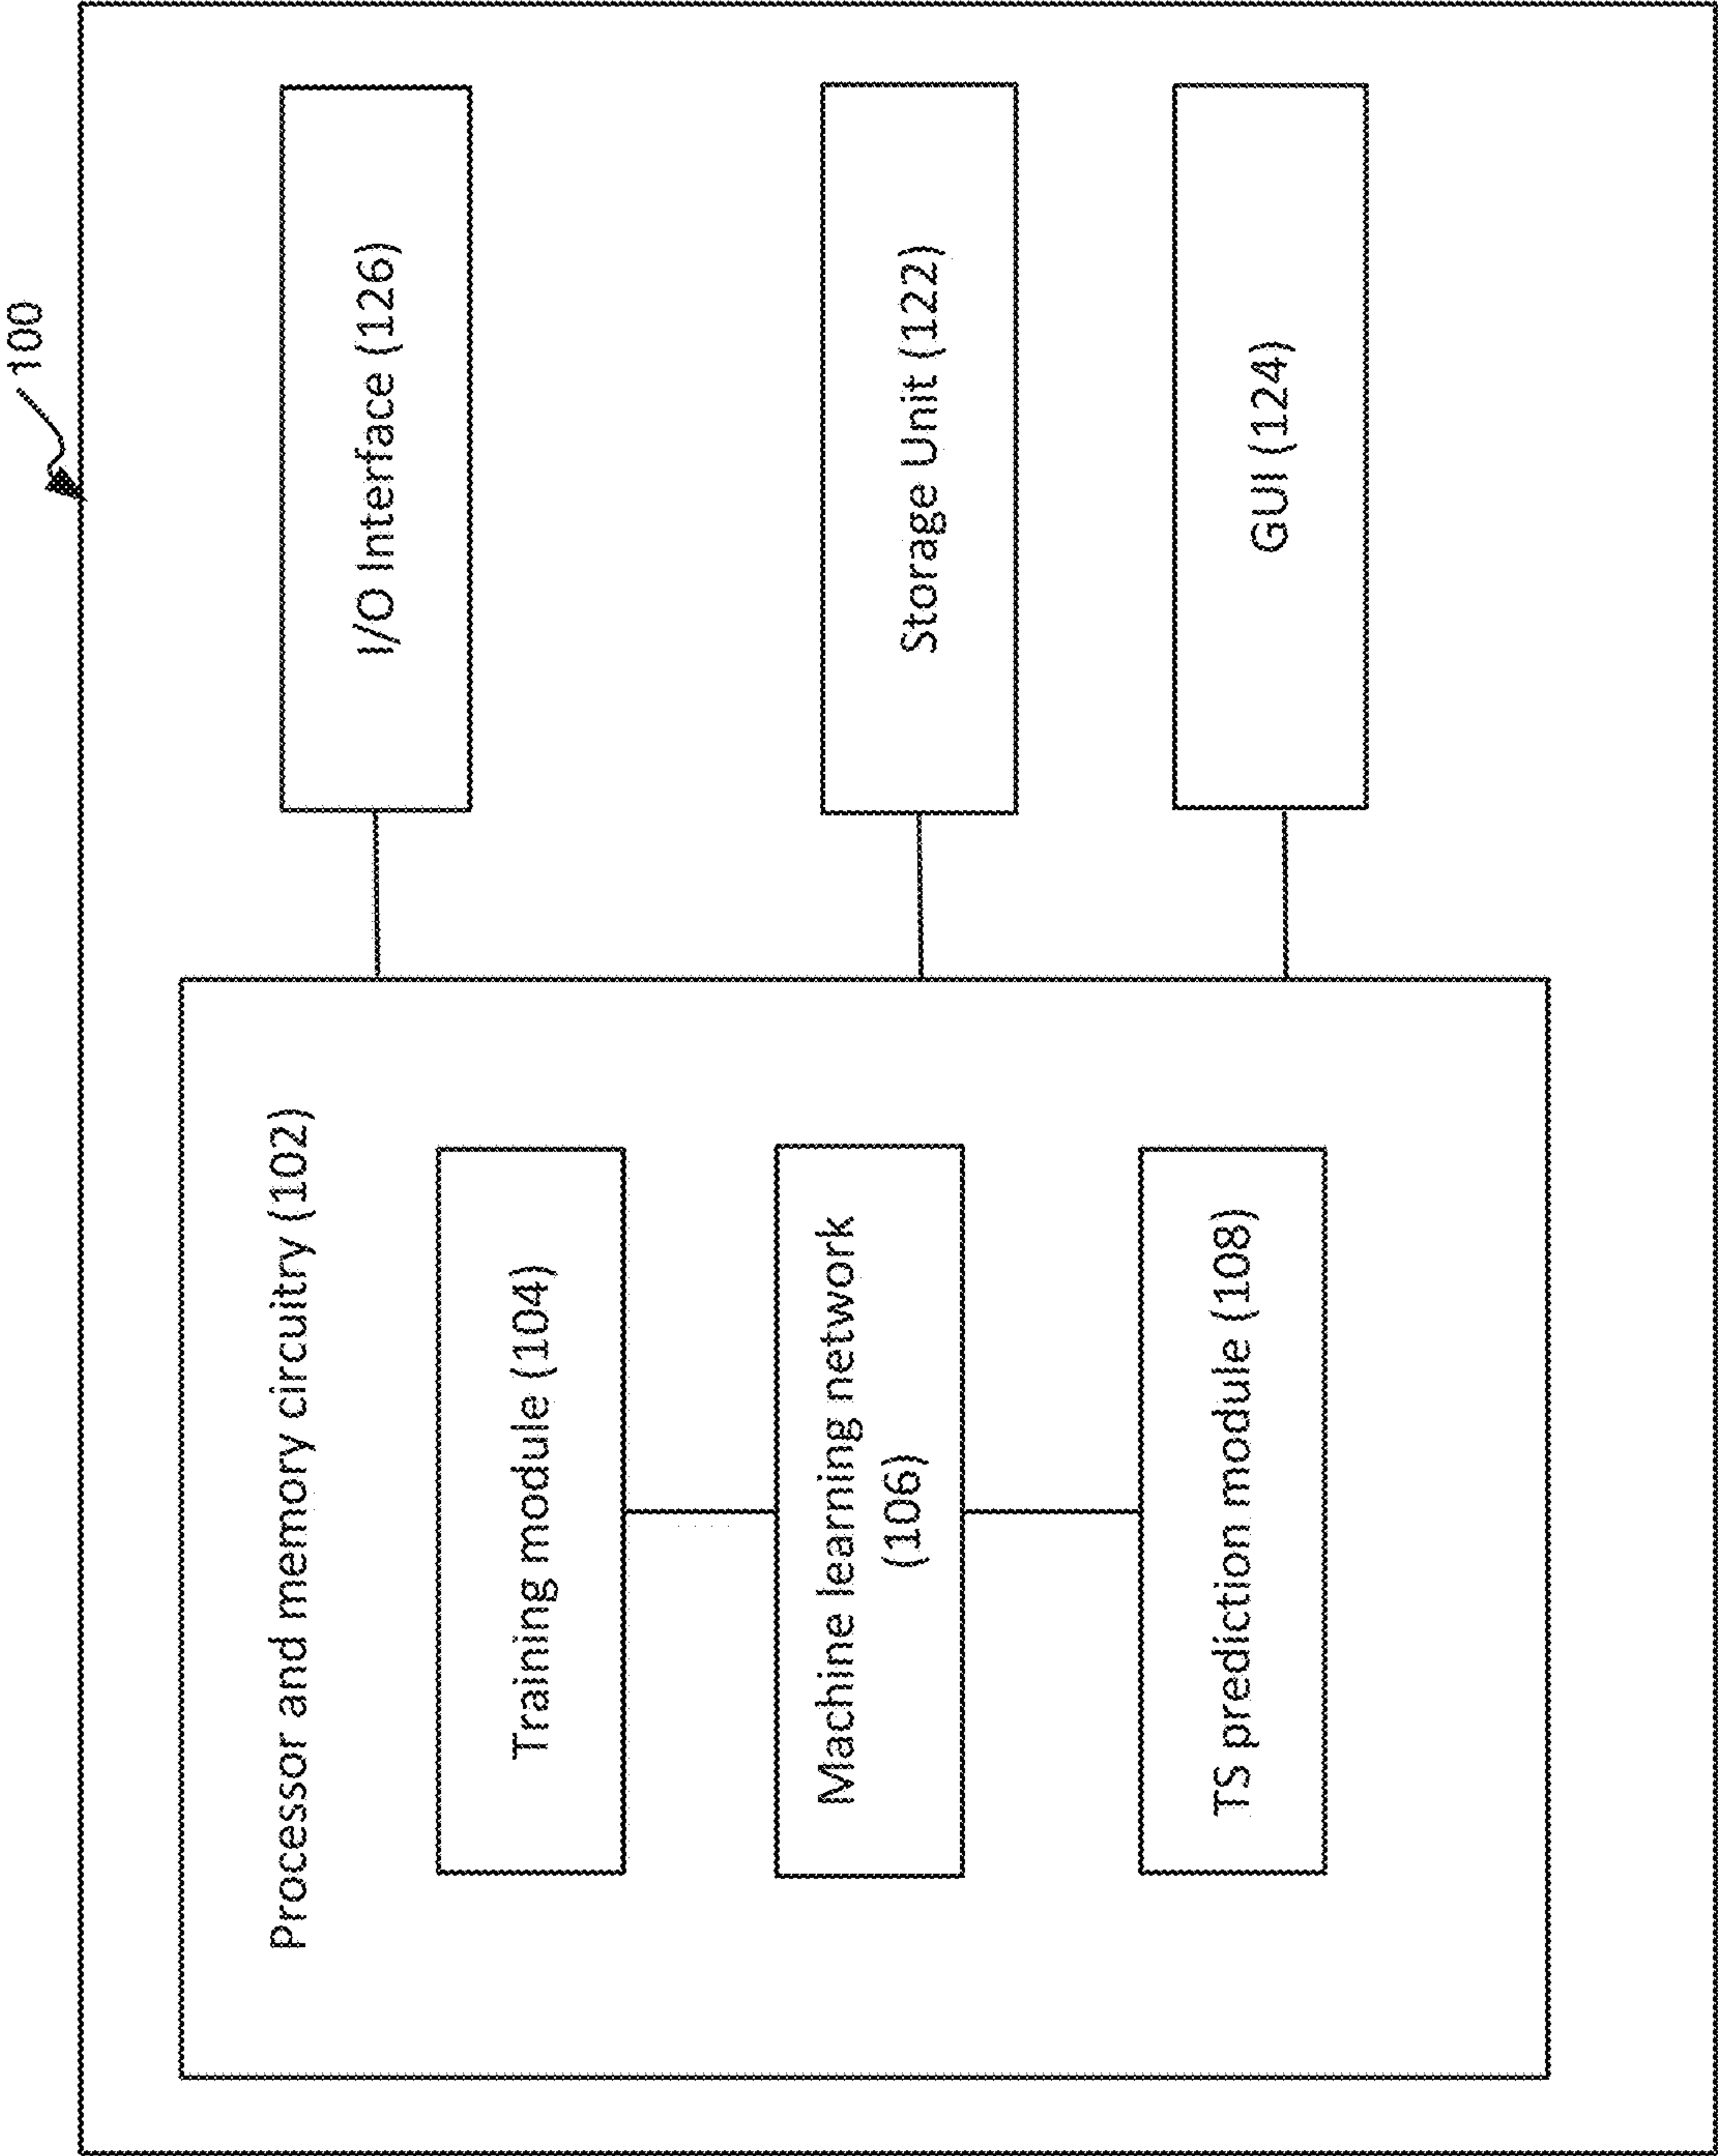 100
Processor and memory circuitry (102)
Training module (104)
Machine learning network
(106)
TS prediction module (108)
I/O Interface (126)
Storage Unit (122)
GUI (124)